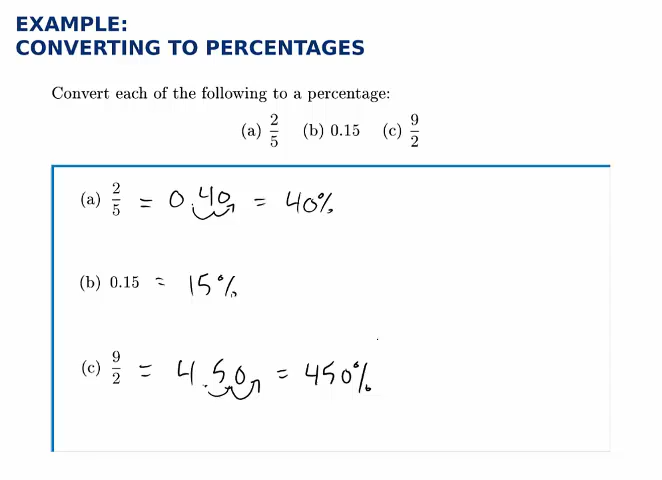 EXAMPLE:
CONVERTING TO PERCENTAGES
Convert each of the following to a percentage:
(a) 2/5 (b) 0.15 (c) 9/2
(a) 2/5 = 0.40 = 40%
(b) 0.15 = 15%
(c) 9/2 = 4.50 = 450%